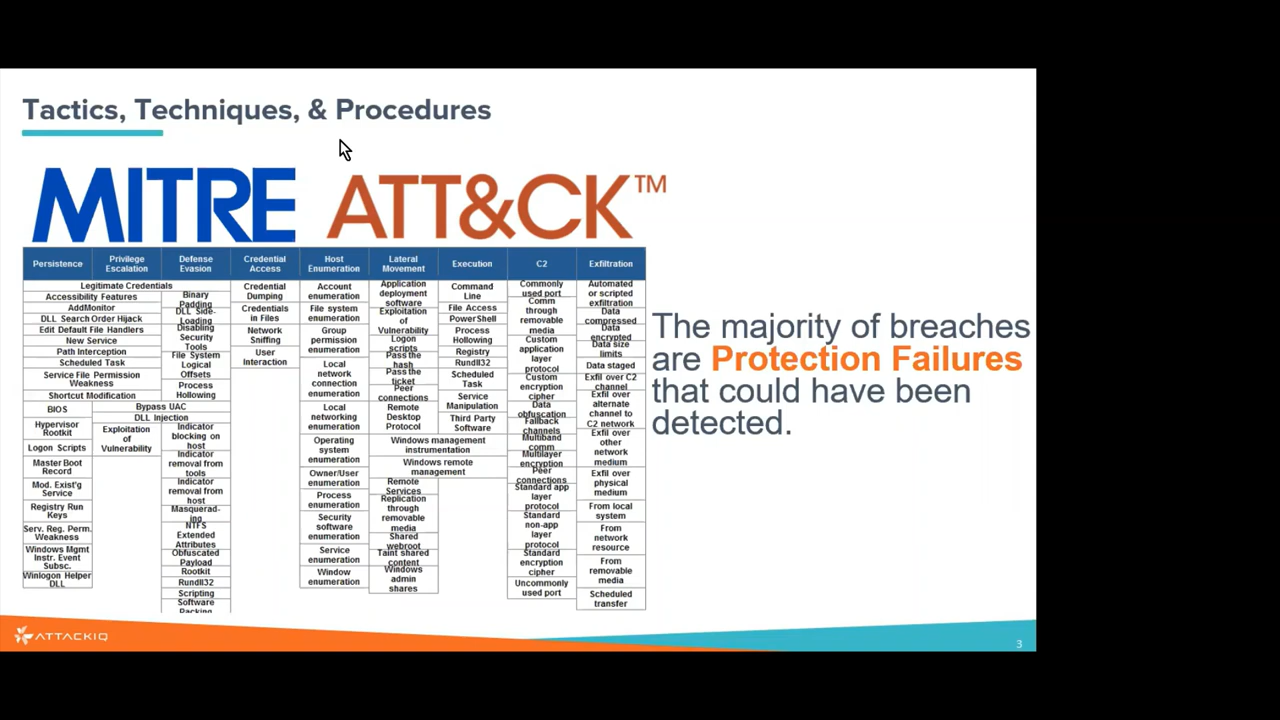 Tactics, Techniques, & Procedures
MITRE ATT&CK™
Persistence
Privilege
Escalation
Defense
Evasion
Credential
Access
Host
Enumeration
Lateral
Movement
Execution
C2
Exfiltration
Legitimate Credentials
Accessibility Features
AddMonitor
DLL Search Order Hijack
Edit Default File Handlers
New Service
Path Interception
Scheduled Task
Service File Permission
Weakness
Shortcut Modification
BIOS
Hypervisor
Rootkit
Logon Scripts
Master Boot
Record
Mod. Exist'g
Service
Registry Run
Keys
Serv. Reg. Perm.
Weakness
Windows Mgmt
Instr. Event
Subsc.
Winlogon Helper
DLL
Bypass UAC
DLL Injection
Exploitation
of
Vulnerability
Binary
Padding
DLL Side-
Loading
Disabling
Security
Tools
File System
Logical
Offsets
Process
Hollowing
Indicator
blocking on
host
Indicator
removal from
tools
Indicator
removal from
host
Masquerad-
ing
NTFS
Extended
Attributes
Obfuscated
Payload
Rootkit
Rundll32
Scripting
Software
Packing
Credential
Dumping
Credentials
in Files
Network
Sniffing
User
Interaction
Account
enumeration
File system
enumeration
Group
permission
enumeration
Local
network
connection
enumeration
Local
networking
enumeration
Operating
system
enumeration
Owner/User
enumeration
Process
enumeration
Security
software
enumeration
Service
enumeration
Window
enumeration
Application
deployment
software
Exploitation
of
Vulnerability
Logon
scripts
Pass the
hash
Pass the
ticket
Peer
connections
Remote
Desktop
Protocol
Windows management
instrumentation
Windows remote
management
Remote
Services
Replication
through
removable
media
Shared
webroot
Taint shared
content
Windows
admin
shares
Command
Line
File Access
PowerShell
Process
Hollowing
Registry
Rundll32
Scheduled
Task
Service
Manipulation
Third Party
Software
Commonly
used port
Comm
through
removable
media
Custom
application
layer
protocol
Custom
encryption
cipher
Data
obfuscation
Fallback
channels
Multiband
comm
Multilayer
encryption
Peer
connections
Standard app
layer
protocol
Standard
non-app
layer
protocol
Standard
encryption
cipher
Uncommonly
used port
Automated
or scripted
exfiltration
Data
compressed
Data
encrypted
Data size
limits
Data staged
Exfil over C2
channel
Exfil over
alternate
channel to
C2 network
Exfil over
other
network
medium
Exfil over
physical
medium
From local
system
From
network
resource
From
removable
media
Scheduled
transfer
The majority of breaches
are Protection Failures
that could have been
detected.
ATTACKIQ
3